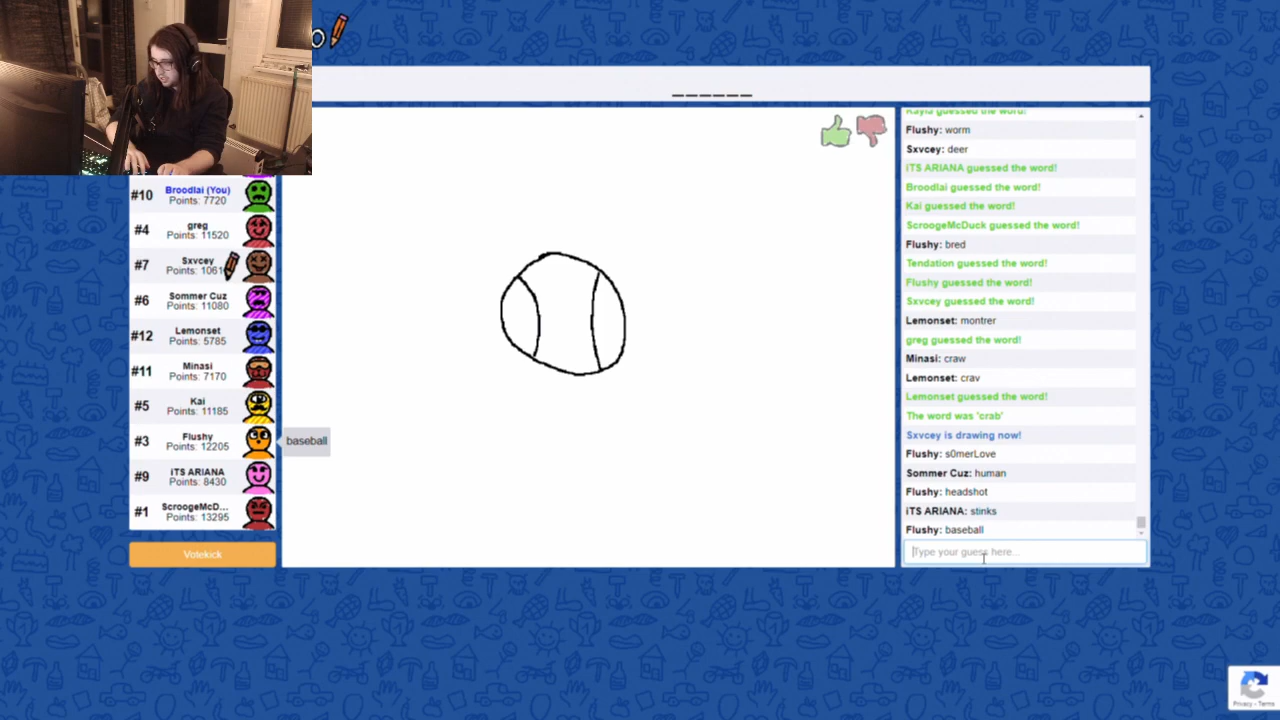 _ _ _ _ _ _
#10 Broodlai (You)
Points: 7720
#4 greg
Points: 11520
#7 Sxvcey
#6 Sommer Cuz
Points: 11080
#12 Lemonset
Points: 5785
#11 Minasi
Points: 7170
#5 Kai
Points: 11185
#3 Flushy
Points: 12205
baseball
#9 iTS ARIANA
Points: 8430
#1 ScroogeMcD...
Points: 13295
Votekick
Kayla guessed the word!
Flushy: worm
Sxvcey: deer
iTS ARIANA guessed the word!
Broodlai guessed the word!
Kai guessed the word!
ScroogeMcDuck guessed the word!
Flushy: bred
Tendation guessed the word!
Flushy guessed the word!
Sxvcey guessed the word!
Lemonset: montrer
greg guessed the word!
Minasi: craw
Lemonset: crav
Lemonset guessed the word!
The word was 'crab'
Sxvcey is drawing now!
Flushy: s0merLove
Sommer Cuz: human
Flushy: headshot
iTS ARIANA: stinks
Flushy: baseball
Type your guess here...
Privacy - Terms